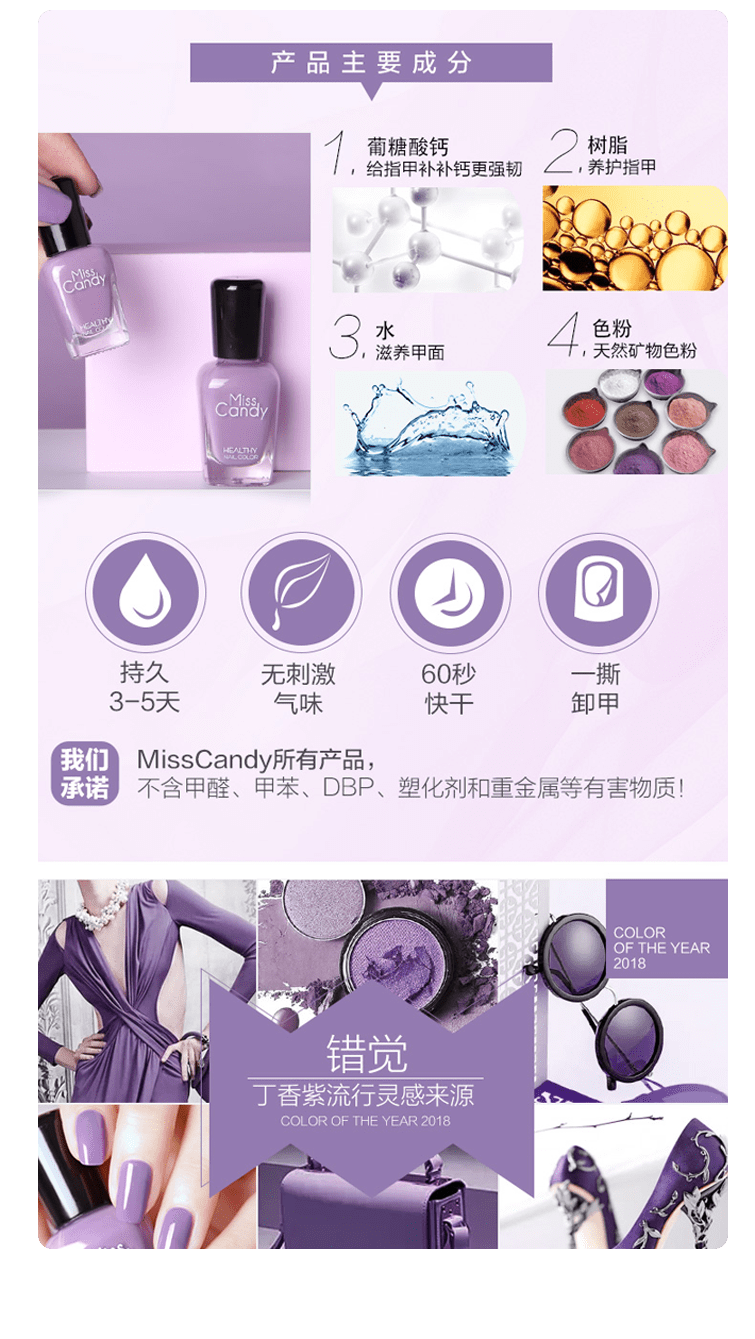 产品主要成分
1, 葡糖酸钙
给指甲补补钙更强韧
2, 树脂
养护指甲
Miss
Candy
HEALTHY
NAIL COLOR
Miss
Candy
HEALTHY
NAIL COLOR
3, 水
滋养甲面
4, 色粉
天然矿物色粉
持久
3-5天
无刺激
气味
60秒
快干
一撕
卸甲
我们
承诺
MissCandy所有产品，
不含甲醛、甲苯、DBP、塑化剂和重金属等有害物质！
COLOR
OF THE YEAR
2018
错觉
丁香紫流行灵感来源
COLOR OF THE YEAR 2018